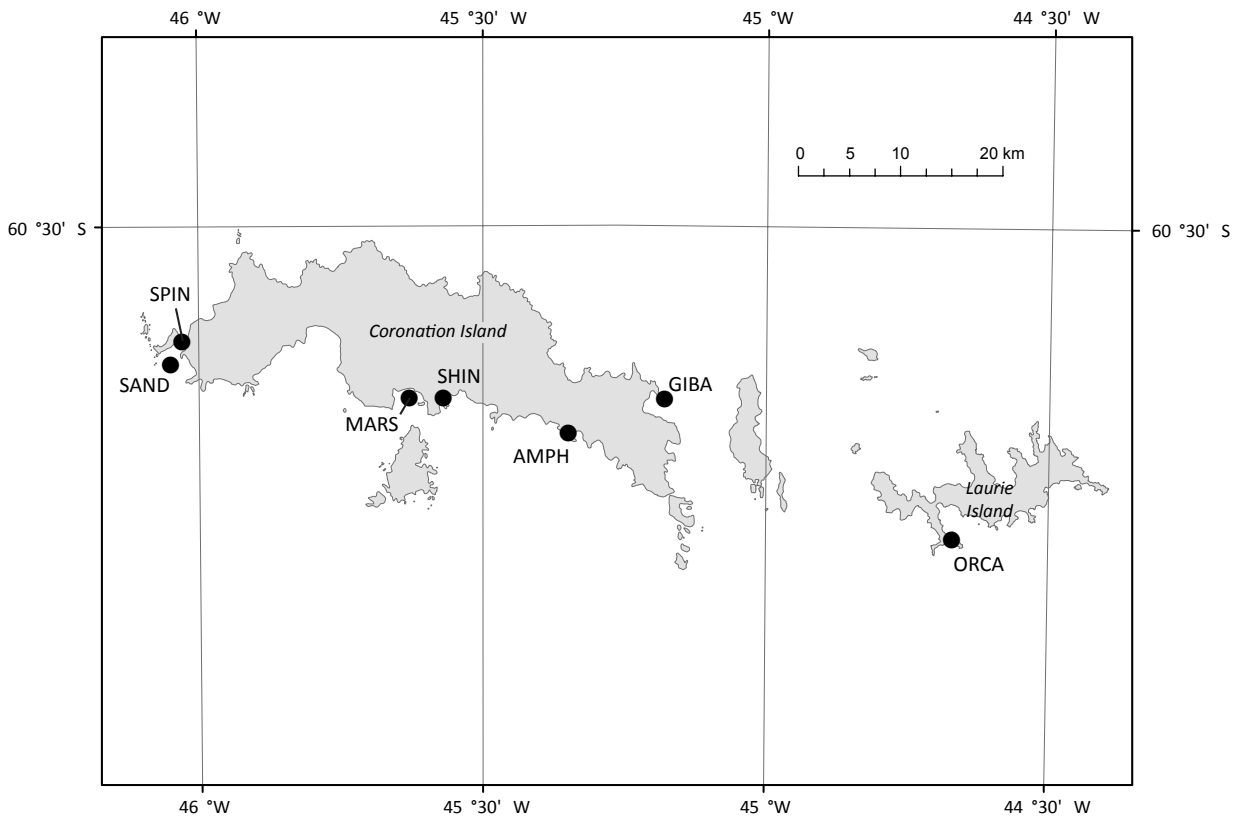 46 °W
45 °30' W
45 °W
44 °30' W
0 5 10 20 km
60 °30' S
60 °30' S
SPIN
Coronation Island
SAND
SHIN
GIBA
MARS
AMPH
Laurie
Island
ORCA
46 °W
45 °30' W
45 °W
44 °30' W